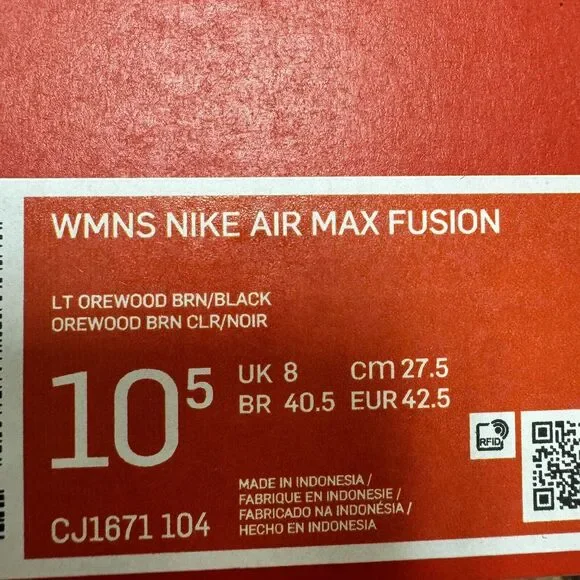 WMNS NIKE AIR MAX FUSION
LT OREWOOD BRN/BLACK
OREWOOD BRN CLR/NOIR
10⁵
UK 8 cm 27.5
BR 40.5 EUR 42.5
RFID
MADE IN INDONESIA /
FABRIQUE EN INDONESIE /
FABRICADO NA INDONÉSIA /
HECHO EN INDONESIA
CJ1671 104